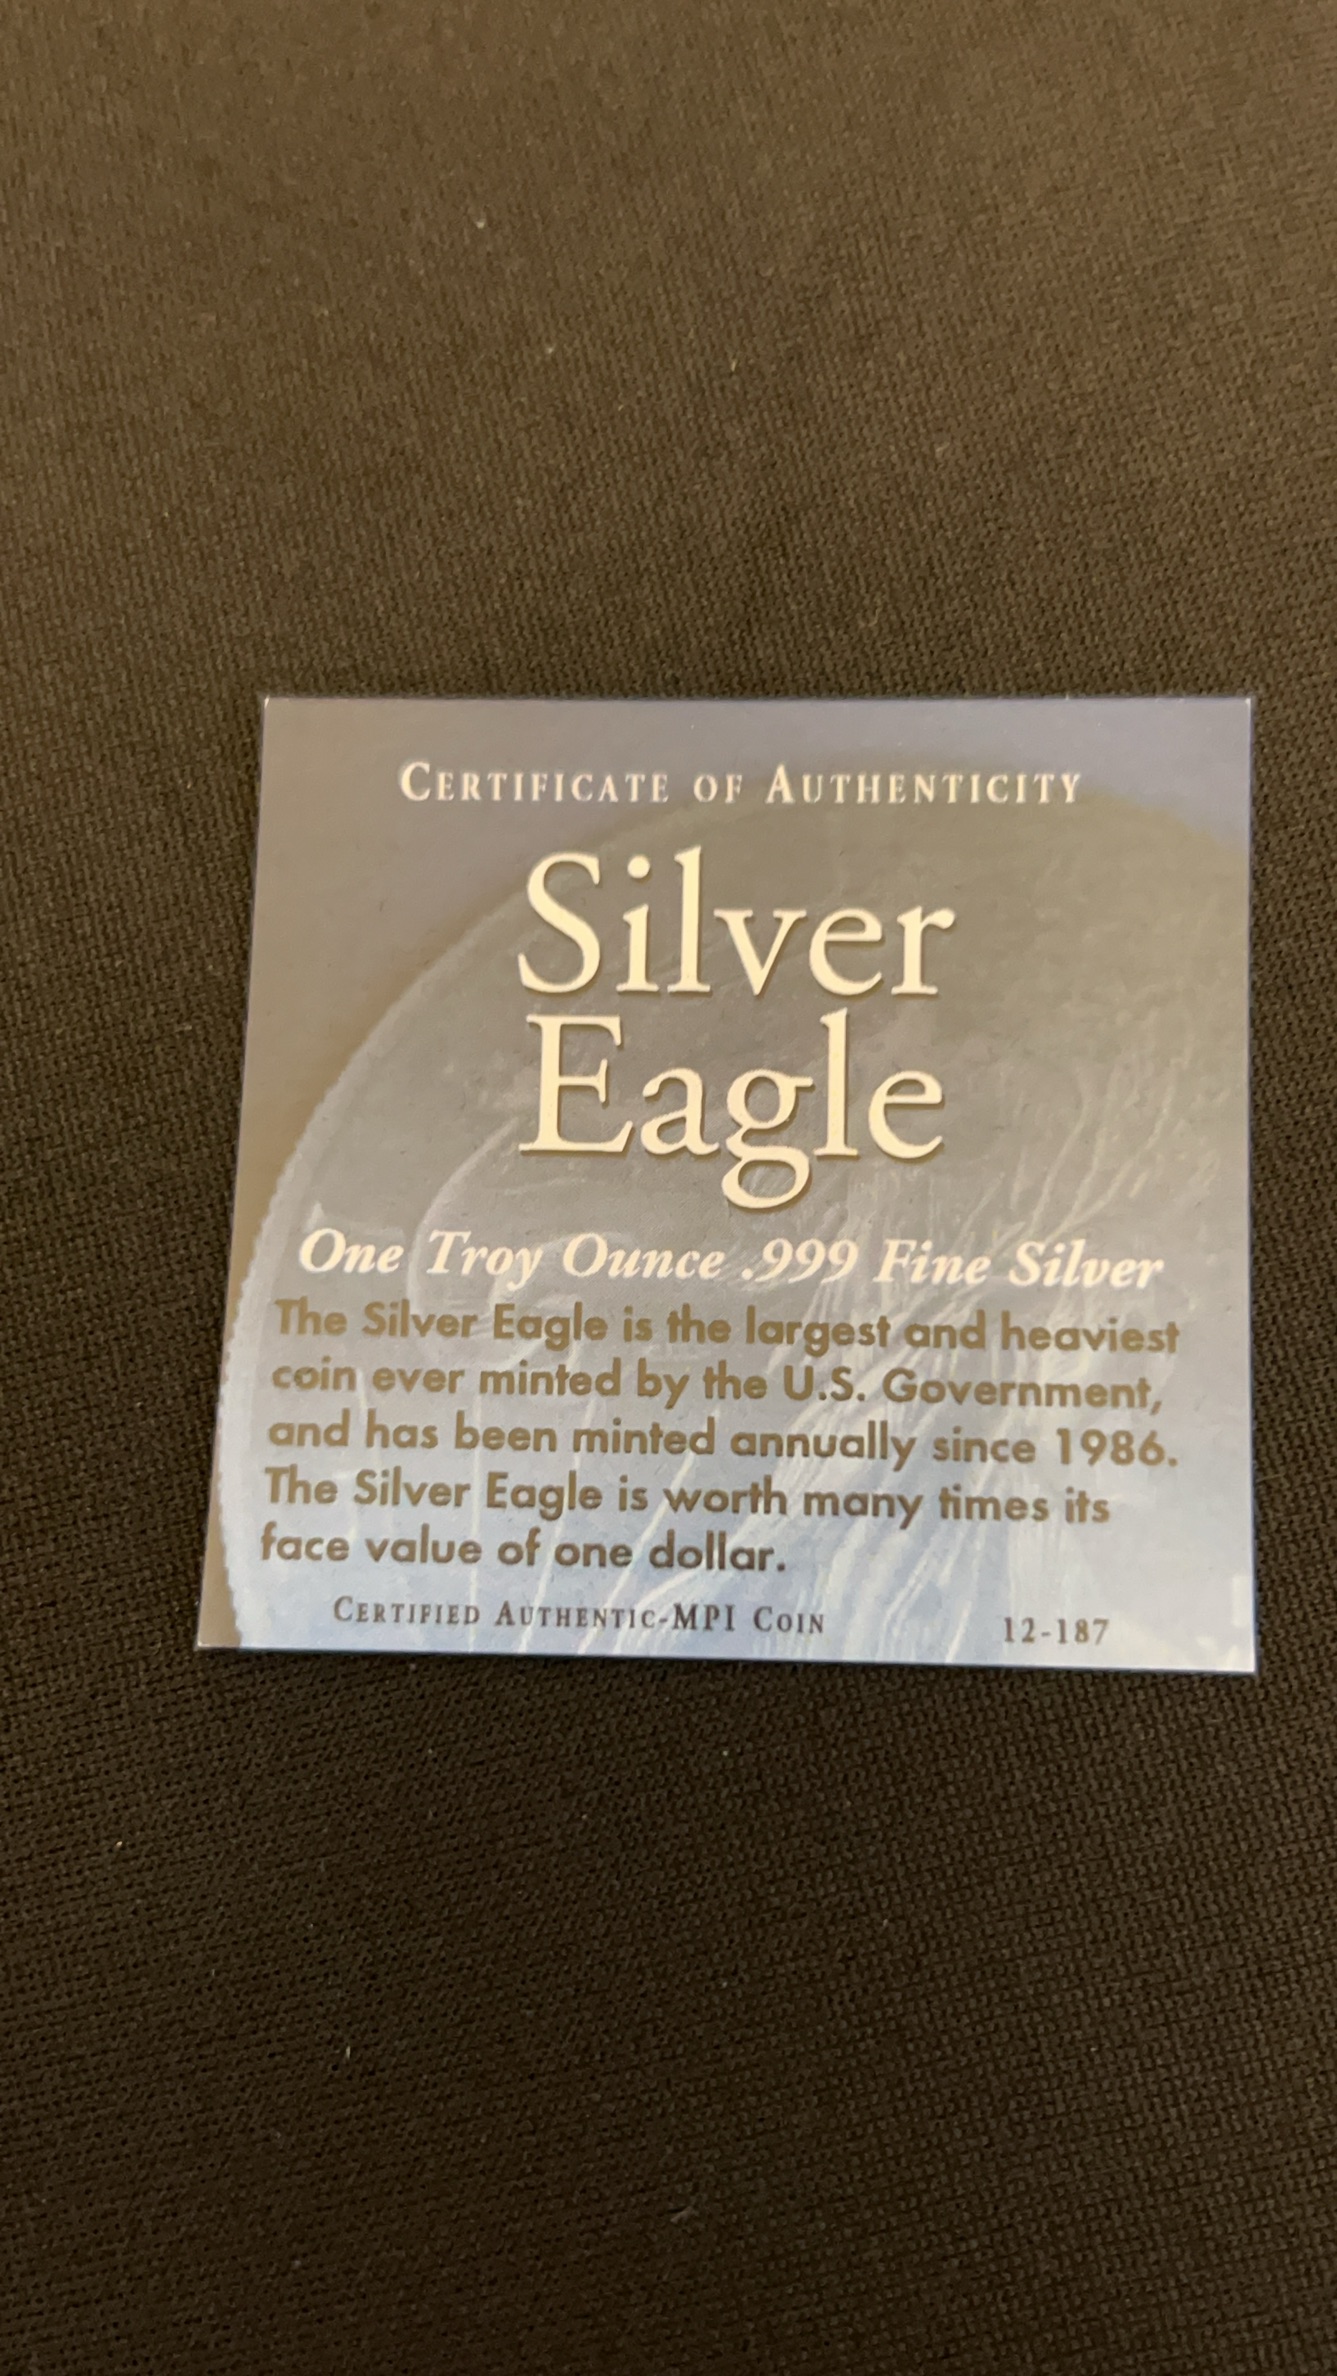 CERTIFICATE OF AUTHENTICITY
Silver
Eagle
One Troy Ounce .999 Fine Silver
The Silver Eagle is the largest and heaviest
coin ever minted by the U.S. Government,
and has been minted annually since 1986.
The Silver Eagle is worth many times its
face value of one dollar.
CERTIFIED AUTHENTIC-MPI COIN 12-187